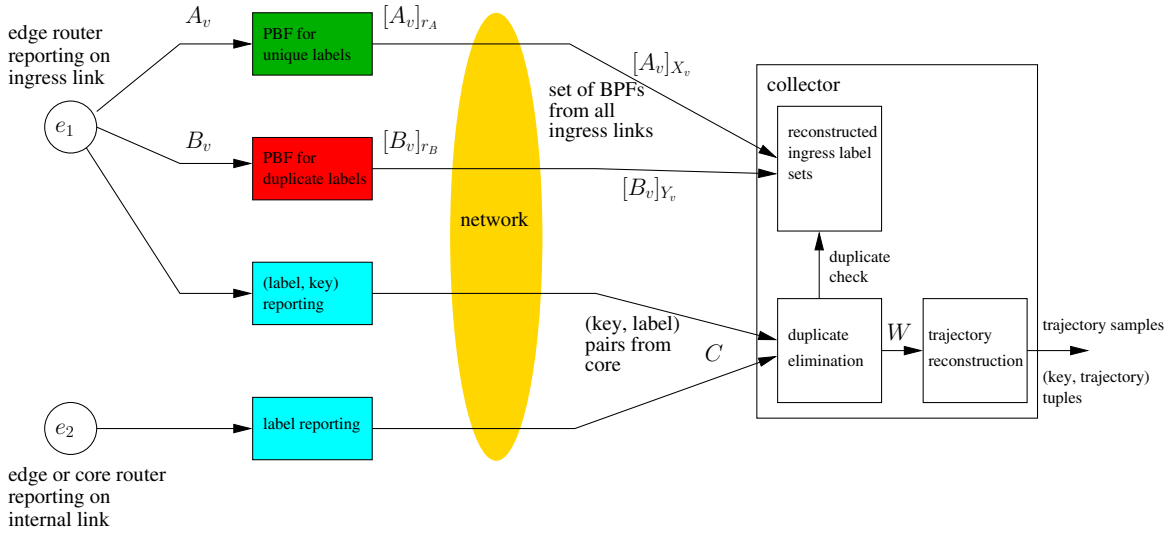 edge router
reporting on
ingress link
e₁
A_v
PBF for
unique labels
[A_v]_{r_A}
B_v
PBF for
duplicate labels
[B_v]_{r_B}
(label, key)
reporting
e₂
label reporting
edge or core router
reporting on
internal link
network
[A_v]_{X_v}
set of BPFs
from all
ingress links
[B_v]_{Y_v}
(key, label)
pairs from
core
C
collector
reconstructed
ingress label
sets
duplicate
check
duplicate
elimination
W
trajectory
reconstruction
trajectory samples
(key, trajectory)
tuples